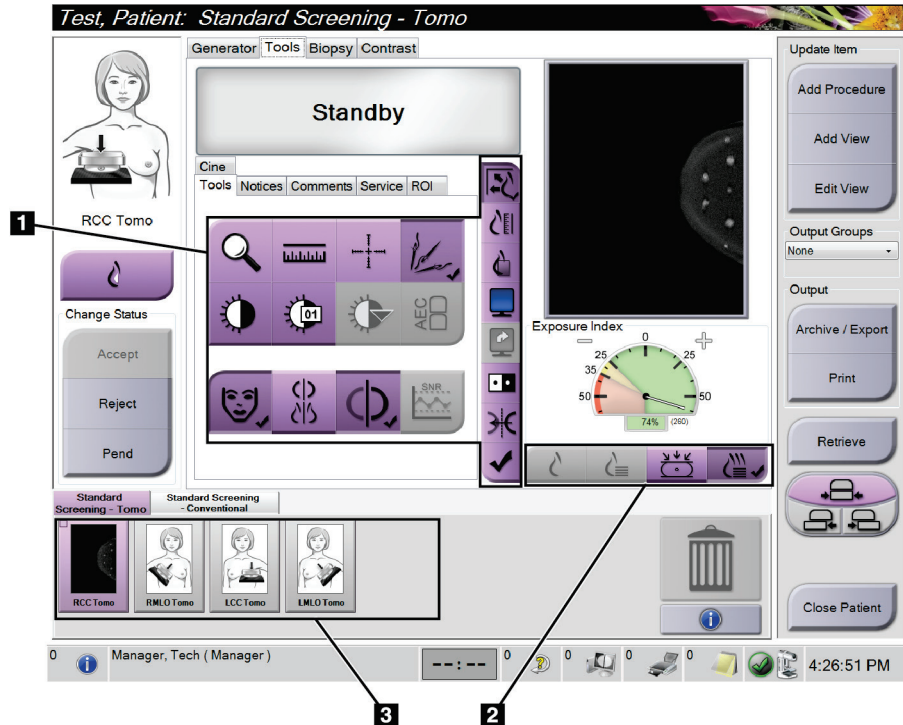 Test, Patient: Standard Screening - Tomo
Generator Tools Biopsy Contrast
Update Item
Standby
Add Procedure
Add View
Edit View
Cine
Tools Notices Comments Service ROI
RCC Tomo
1
01
AEC
SNR
Output Groups
None
Change Status
Accept
Reject
Pend
Output
Archive / Export
Print
Exposure Index
0
25
25
35
50
50
74% (260)
Retrieve
Standard Screening - Tomo
Standard Screening - Conventional
RCC Tomo
RMLO Tomo
LCC Tomo
LMLO Tomo
Close Patient
0 Manager, Tech ( Manager ) --:-- 0 0 0 0 4:26:51 PM
3
2